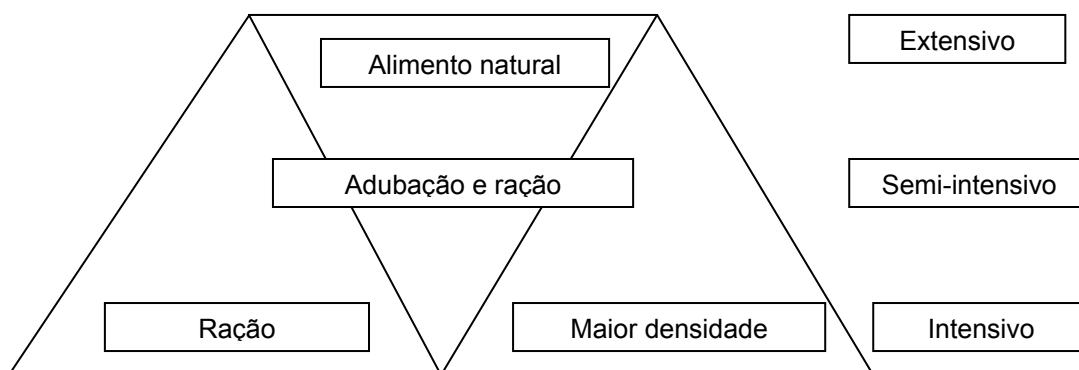 Alimento natural
Extensivo
Adubação e ração
Semi-intensivo
Ração
Maior densidade
Intensivo